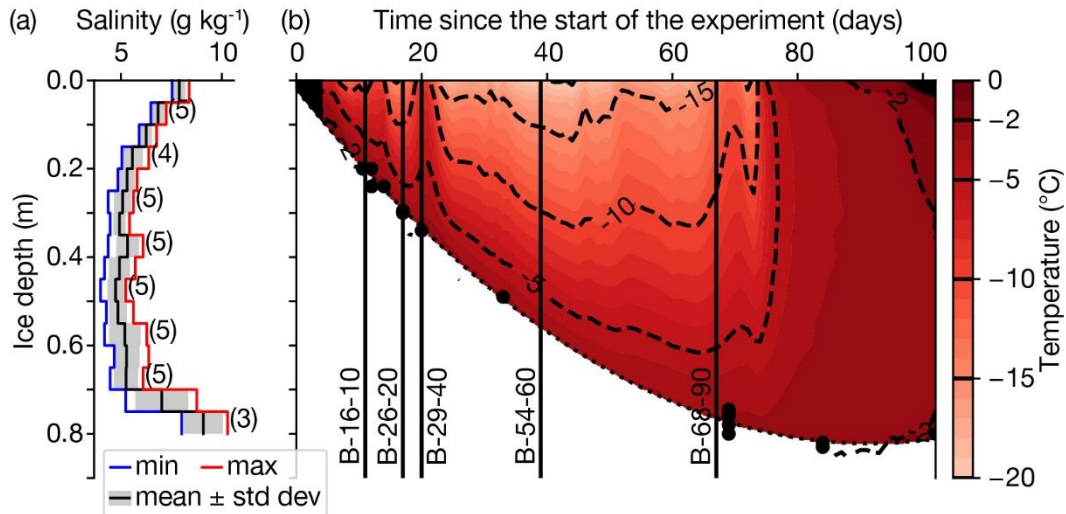 (a) Salinity (g kg⁻¹)
5 10
0.0
0.2
0.4
0.6
0.8
Ice depth (m)
(5)
(4)
(5)
(5)
(5)
(5)
(5)
(3)
min max
mean ± std dev
(b) Time since the start of the experiment (days)
0 20 40 60 80 100
-15
-10
-5
-2
-2
-2
B-16-10
B-26-20
B-29-40
B-54-60
B-68-90
0
−2
−5
−10
−15
−20
Temperature (°C)